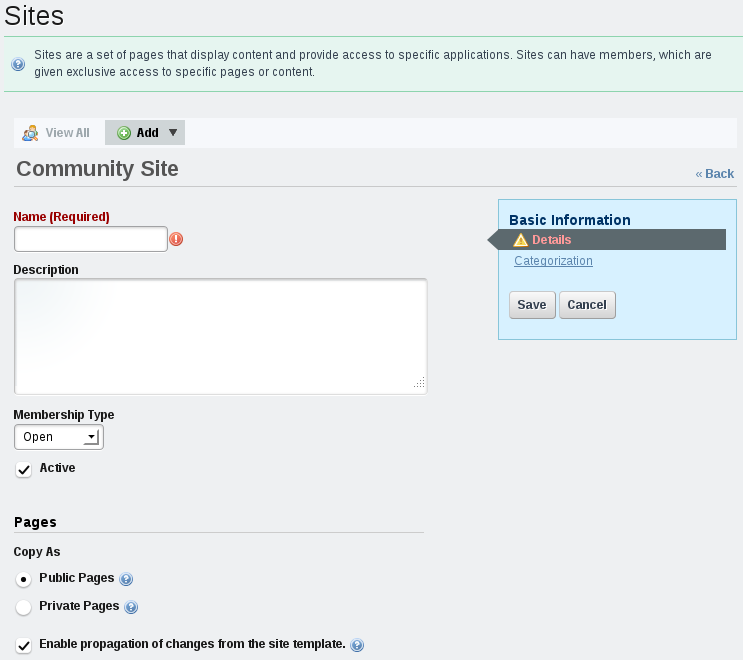 Sites
Sites are a set of pages that display content and provide access to specific applications. Sites can have members, which are
given exclusive access to specific pages or content.
View All
Add
Community Site
« Back
Name (Required)
Description
Membership Type
Open
Active
Basic Information
Details
Categorization
Save
Cancel
Pages
Copy As
Public Pages
Private Pages
Enable propagation of changes from the site template.